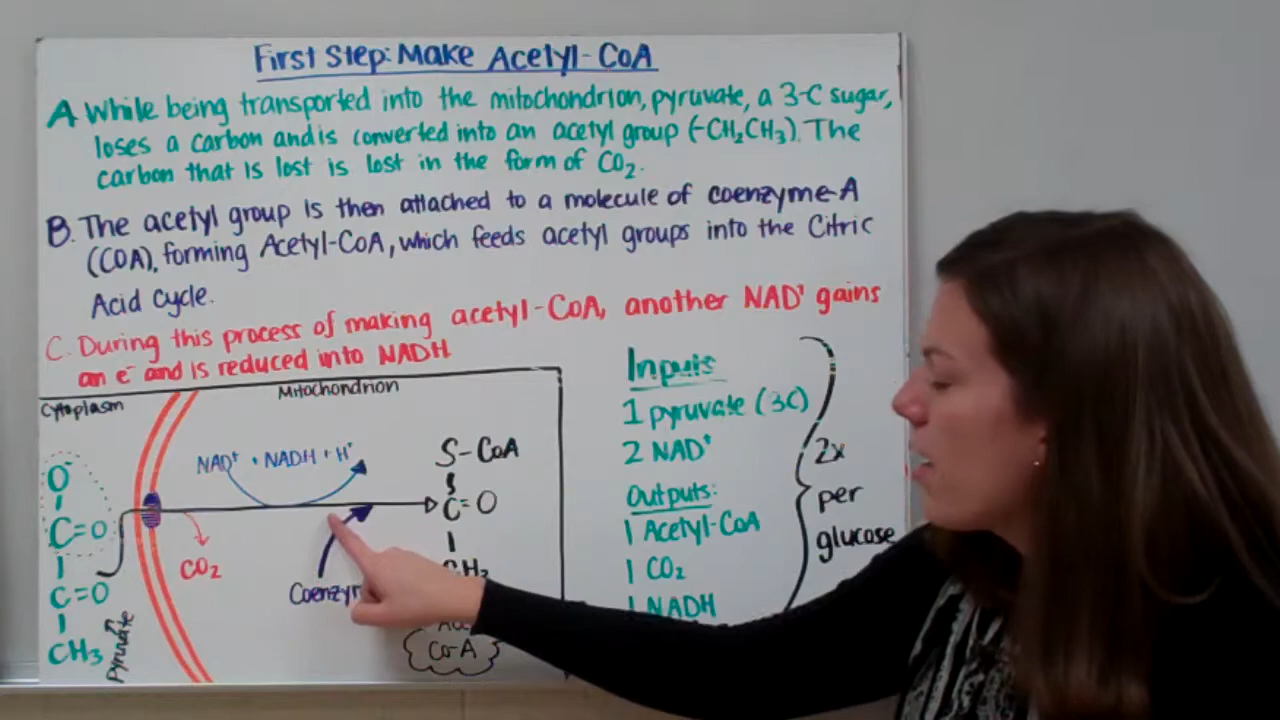 First Step: Make Acetyl-CoA
A While being transported into the mitochondrion, pyruvate, a 3-C sugar,
loses a carbon and is converted into an acetyl group (-CH2CH3). The
carbon that is lost is lost in the form of CO2.
B. The acetyl group is then attached to a molecule of coenzyme-A
(COA), forming Acetyl-CoA, which feeds acetyl groups into the Citric
Acid cycle.
C. During this process of making acetyl-CoA, another NAD+ gains
an e- and is reduced into NADH
Cytoplasm
Mitochondrion
O-
C=O
C=O
CH3
Pyruvate
NAD+ + NADH + H+
CO2
S-CoA
C=O
Co-A
Inputs
1 pyruvate (3C)
2 NAD+
Outputs:
1 Acetyl-CoA
1 CO2
1 NADH
2x
per
glucose